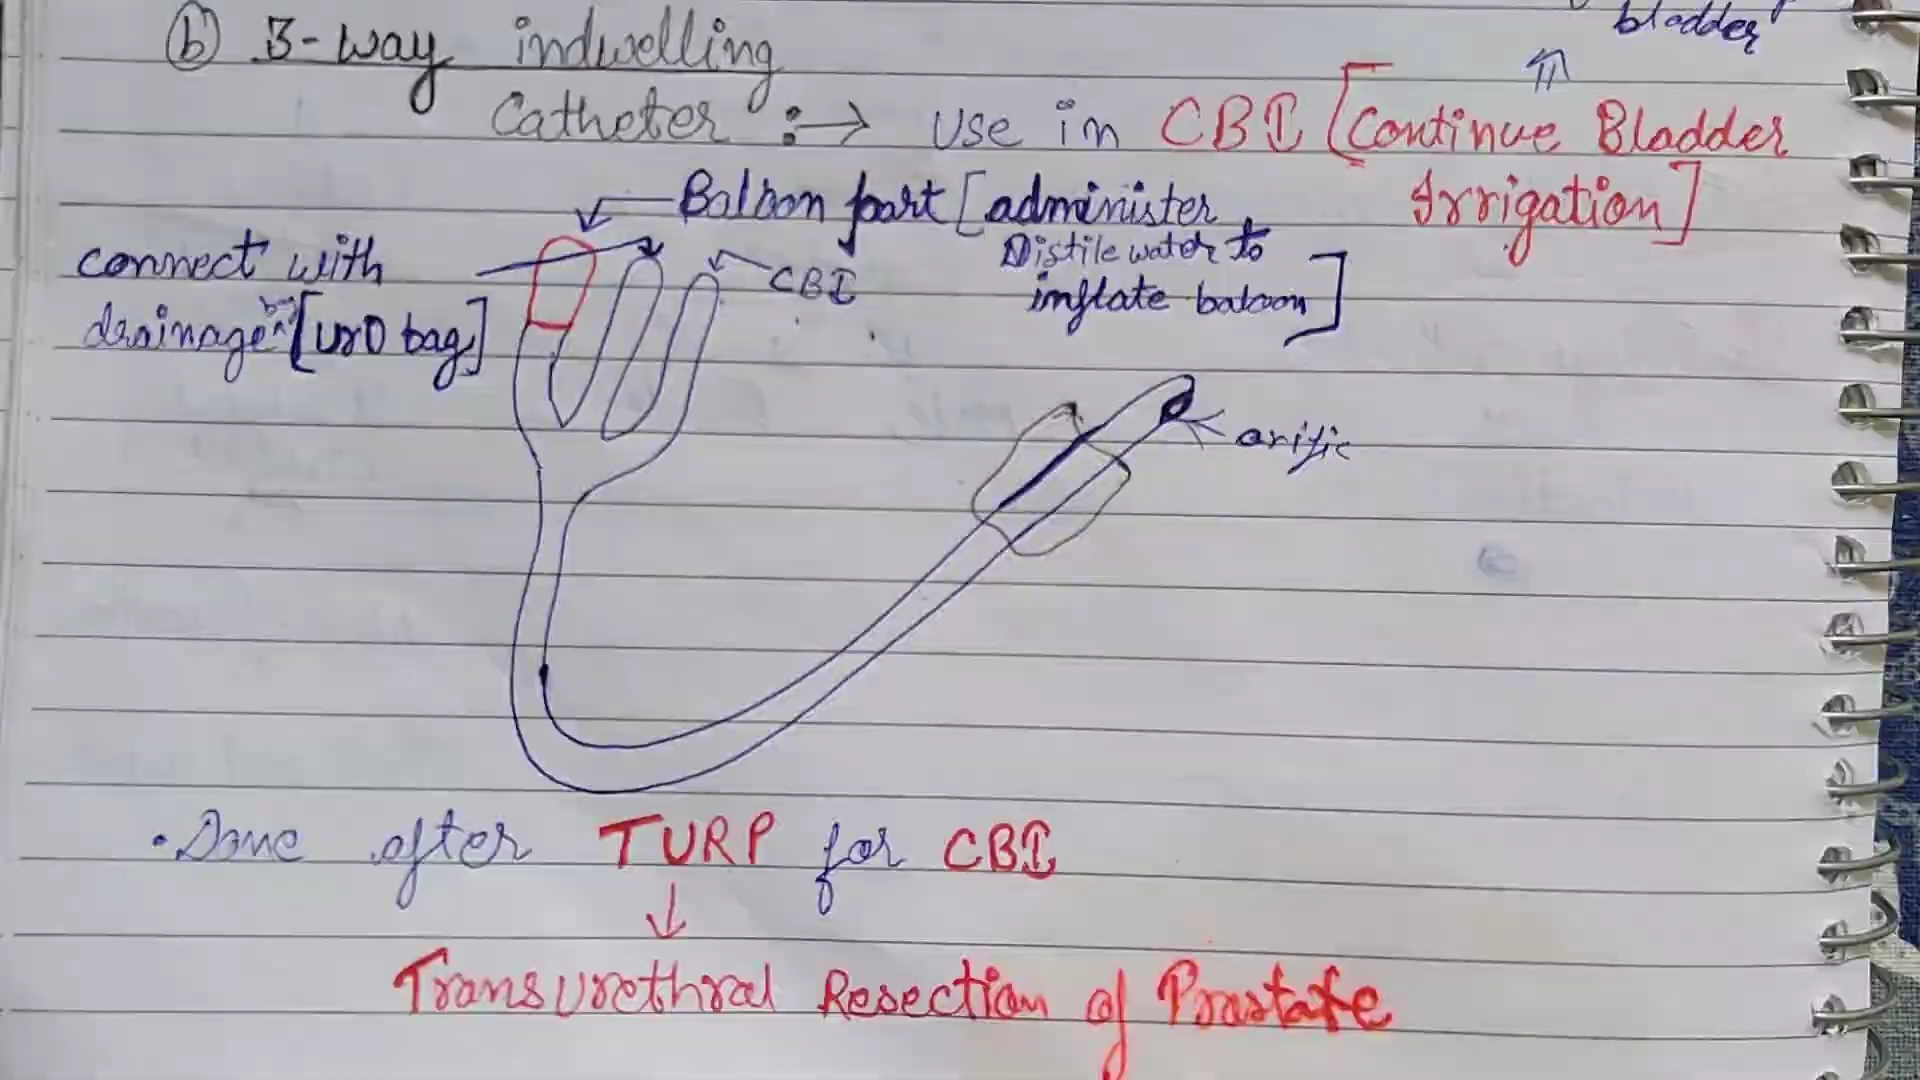 bladder
(b) 3-way indwelling
Catheter :→ Use in CBI [Continue Bladder
Irrigation]
← Baloon part [administer
Distile water to
inflate baloon]
connect with
drainage bag [uro bag]
CBI
orific
• Done after TURP for CBI
↓
Transurethral Resection of Prostate